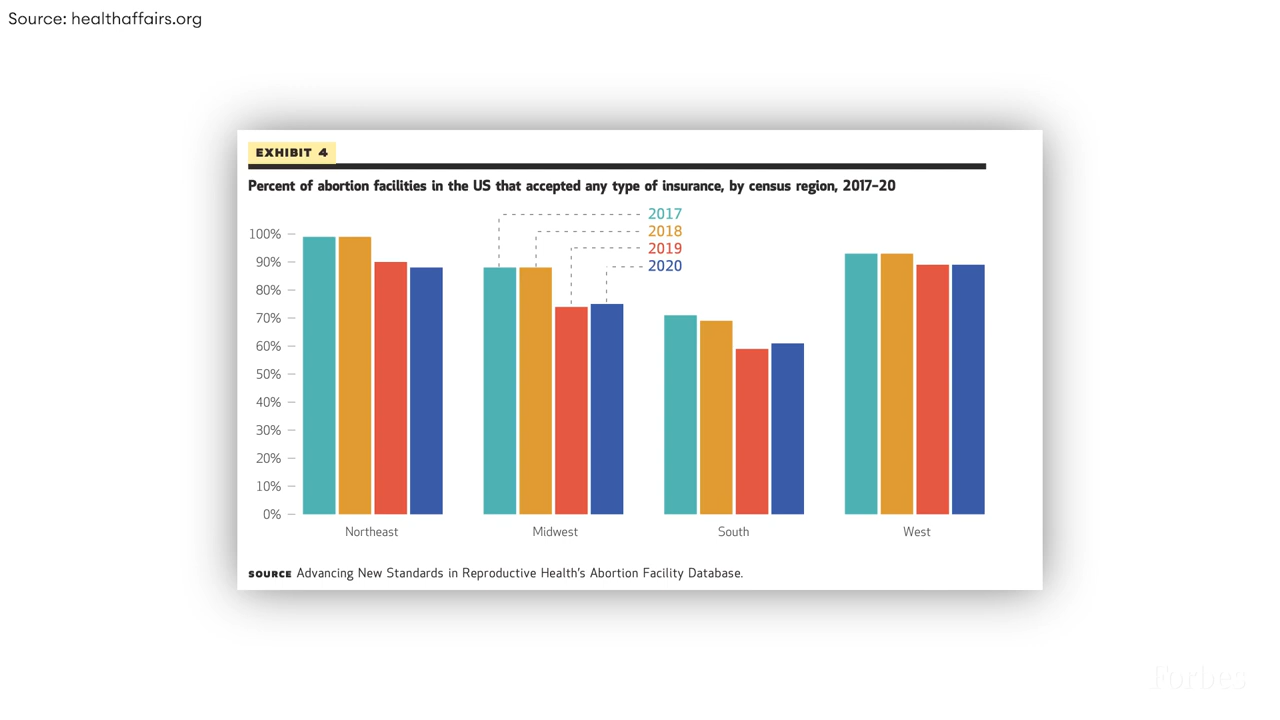 Source: healthaffairs.org
EXHIBIT 4
Percent of abortion facilities in the US that accepted any type of insurance, by census region, 2017–20
2017
2018
2019
2020
100%
90%
80%
70%
60%
50%
40%
30%
20%
10%
0%
Northeast
Midwest
South
West
SOURCE Advancing New Standards in Reproductive Health's Abortion Facility Database.
Forbes